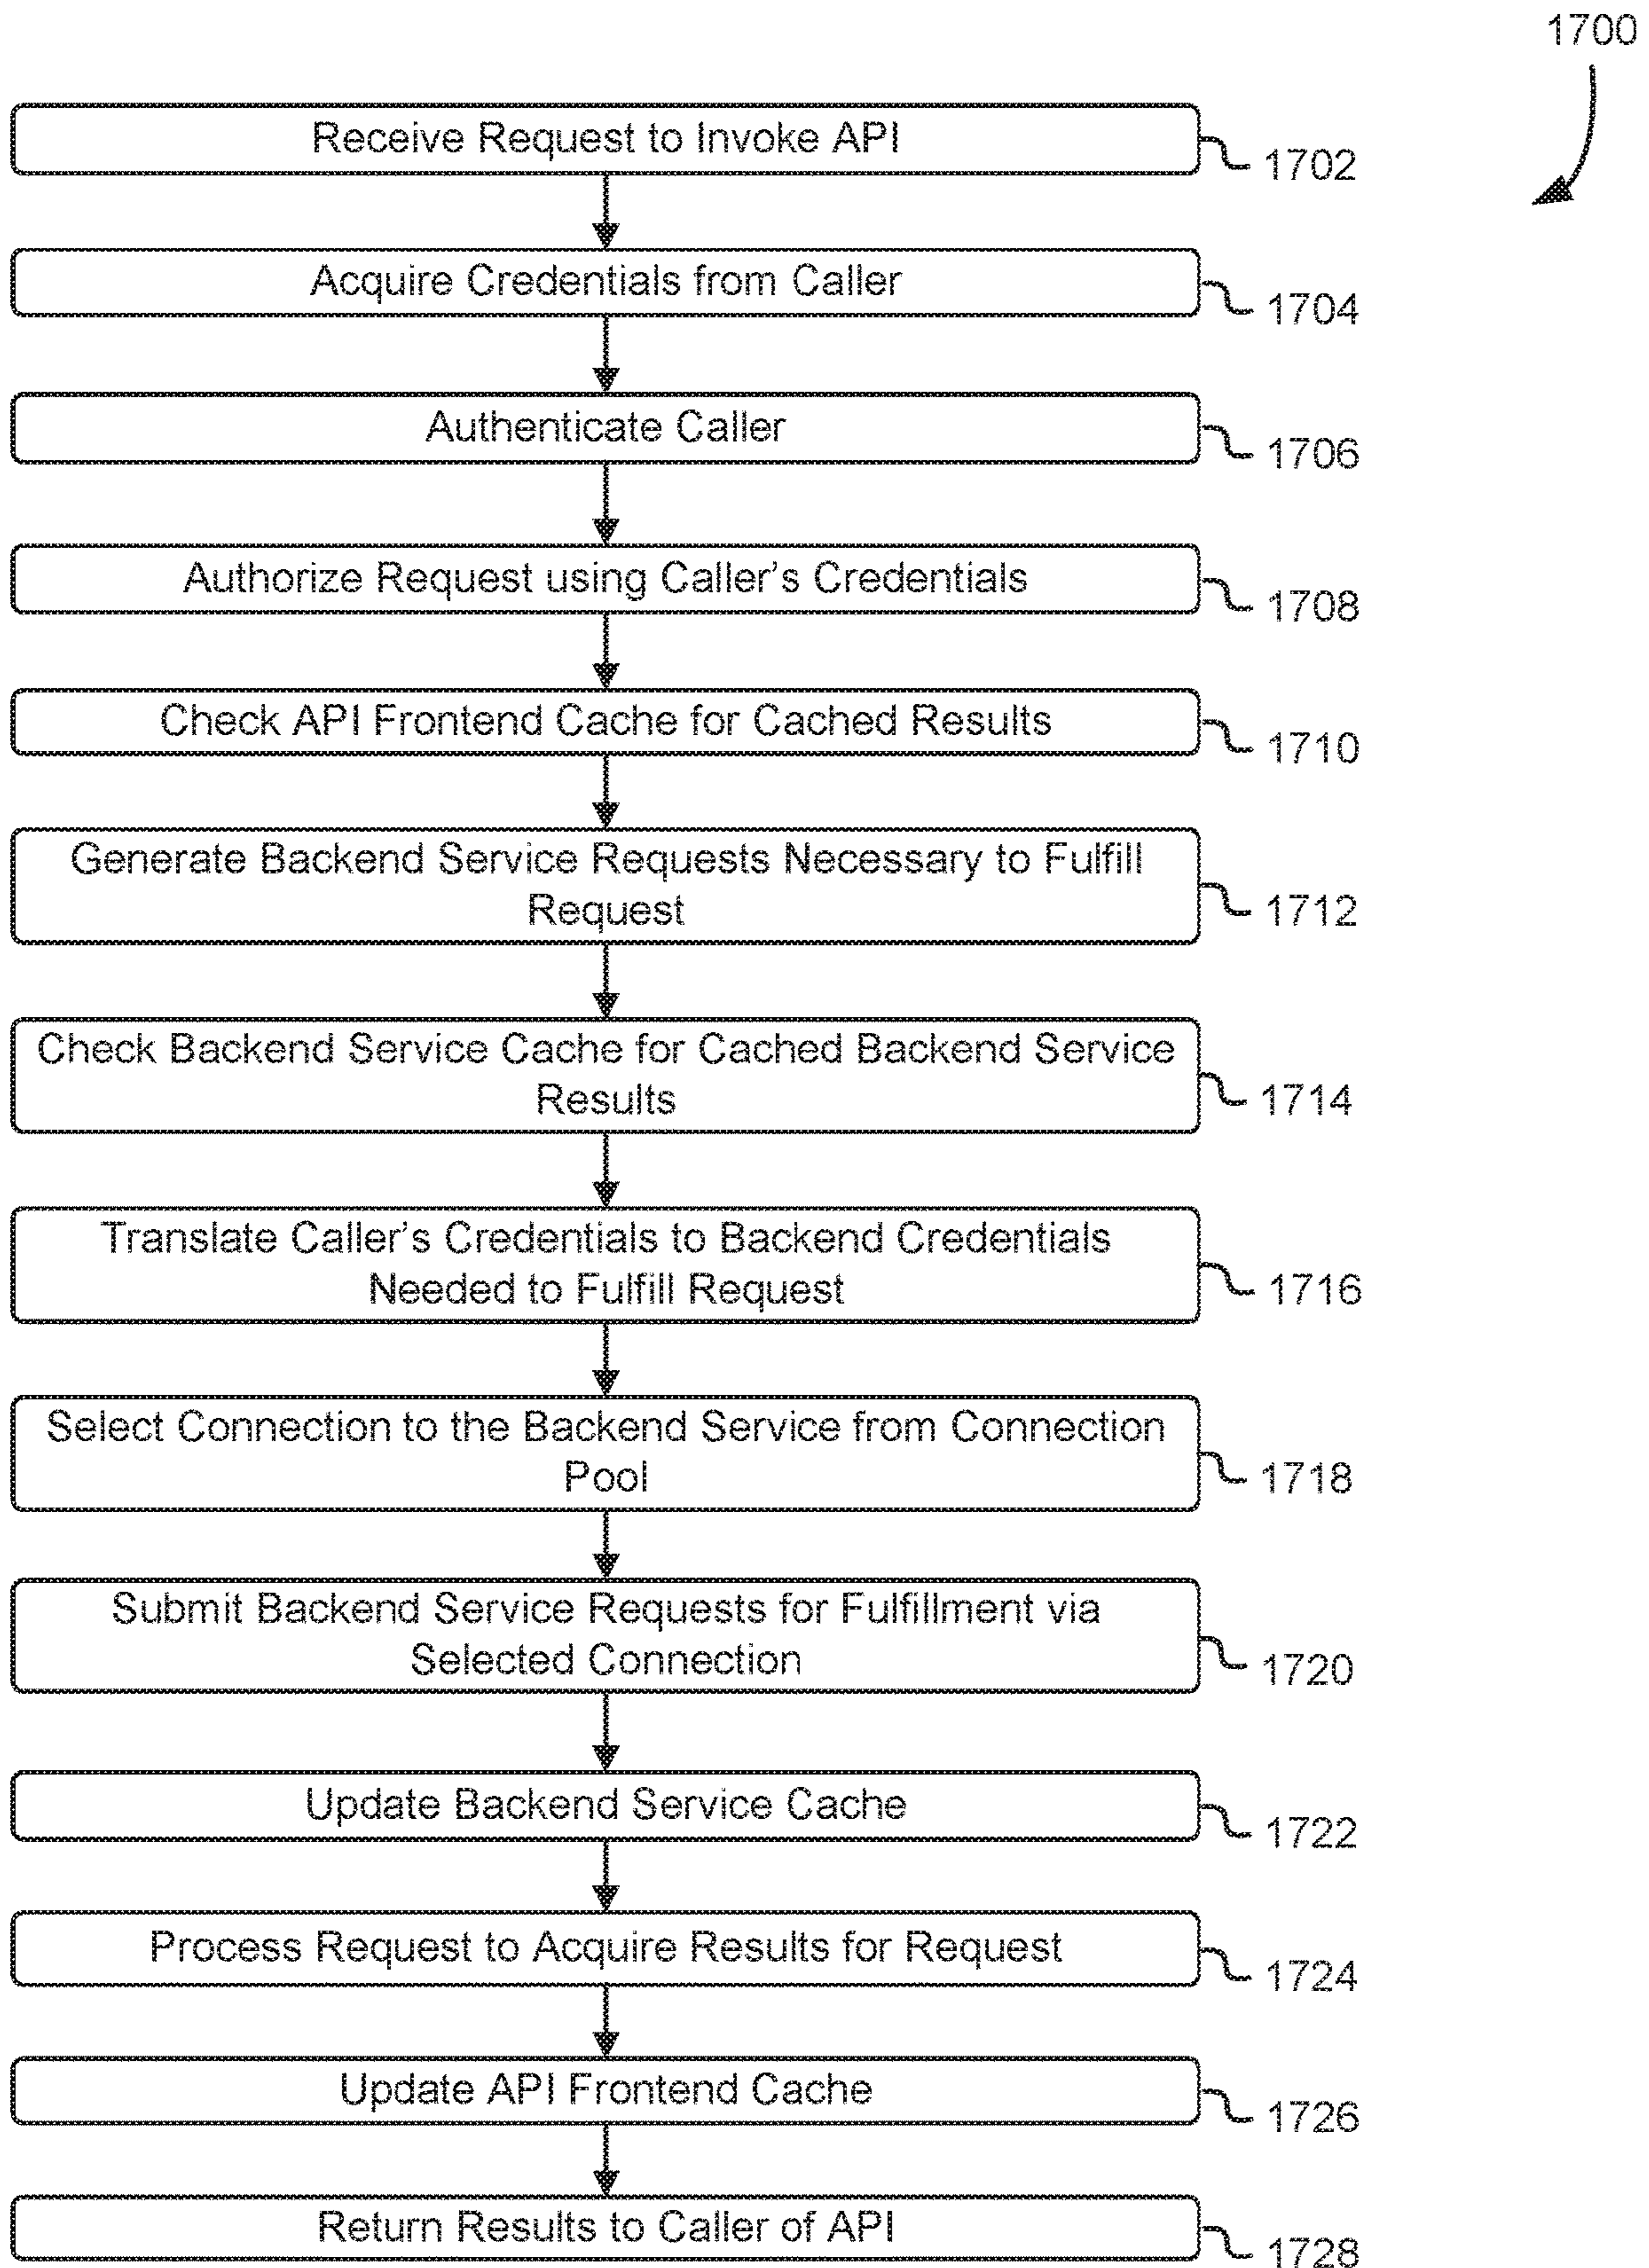 1700
Receive Request to Invoke API
1702
Acquire Credentials from Caller
1704
Authenticate Caller
1706
Authorize Request using Caller's Credentials
1708
Check API Frontend Cache for Cached Results
1710
Generate Backend Service Requests Necessary to Fulfill
Request
1712
Check Backend Service Cache for Cached Backend Service
Results
1714
Translate Caller's Credentials to Backend Credentials
Needed to Fulfill Request
1716
Select Connection to the Backend Service from Connection
Pool
1718
Submit Backend Service Requests for Fulfillment via
Selected Connection
1720
Update Backend Service Cache
1722
Process Request to Acquire Results for Request
1724
Update API Frontend Cache
1726
Return Results to Caller of API
1728